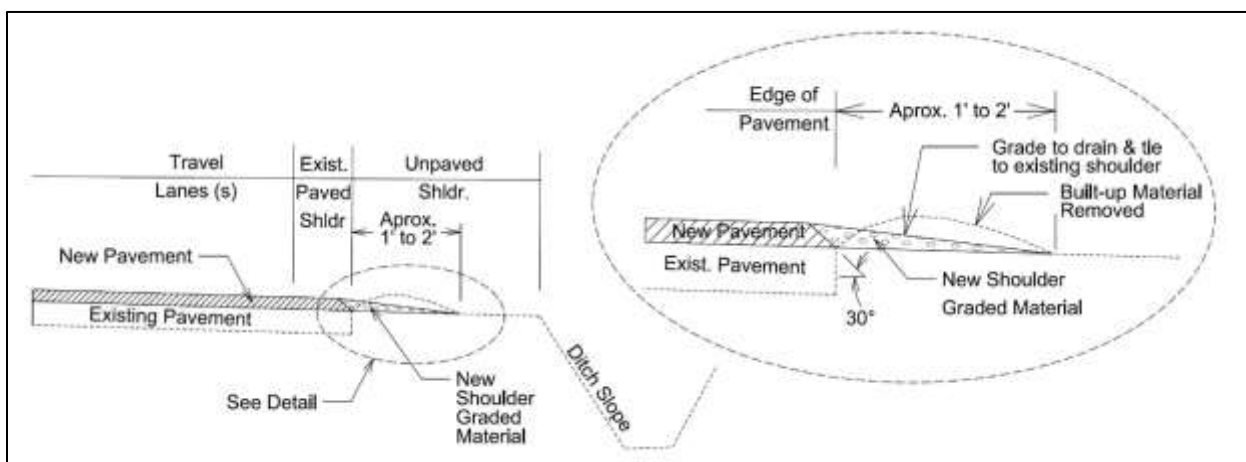 Travel
Lanes (s)
Exist.
Paved
Shldr
Unpaved
Shldr.
Aprox.
1' to 2'
New Pavement
Existing Pavement
See Detail
New
Shoulder
Graded
Material
Ditch Slope
Edge of
Pavement
Aprox. 1' to 2'
Grade to drain & tie
to existing shoulder
Built-up Material
Removed
New Pavement
Exist. Pavement
30°
New Shoulder
Graded Material